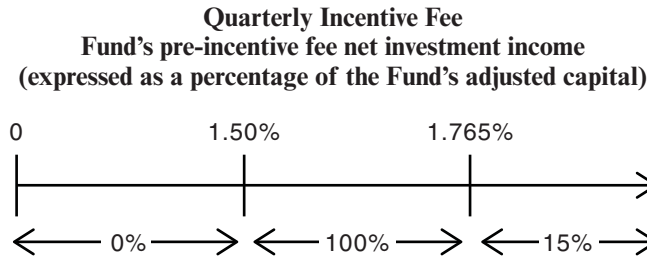 Quarterly Incentive Fee
Fund’s pre-incentive fee net investment income
(expressed as a percentage of the Fund’s adjusted capital)
0 1.50% 1.765%
0% 100% 15%